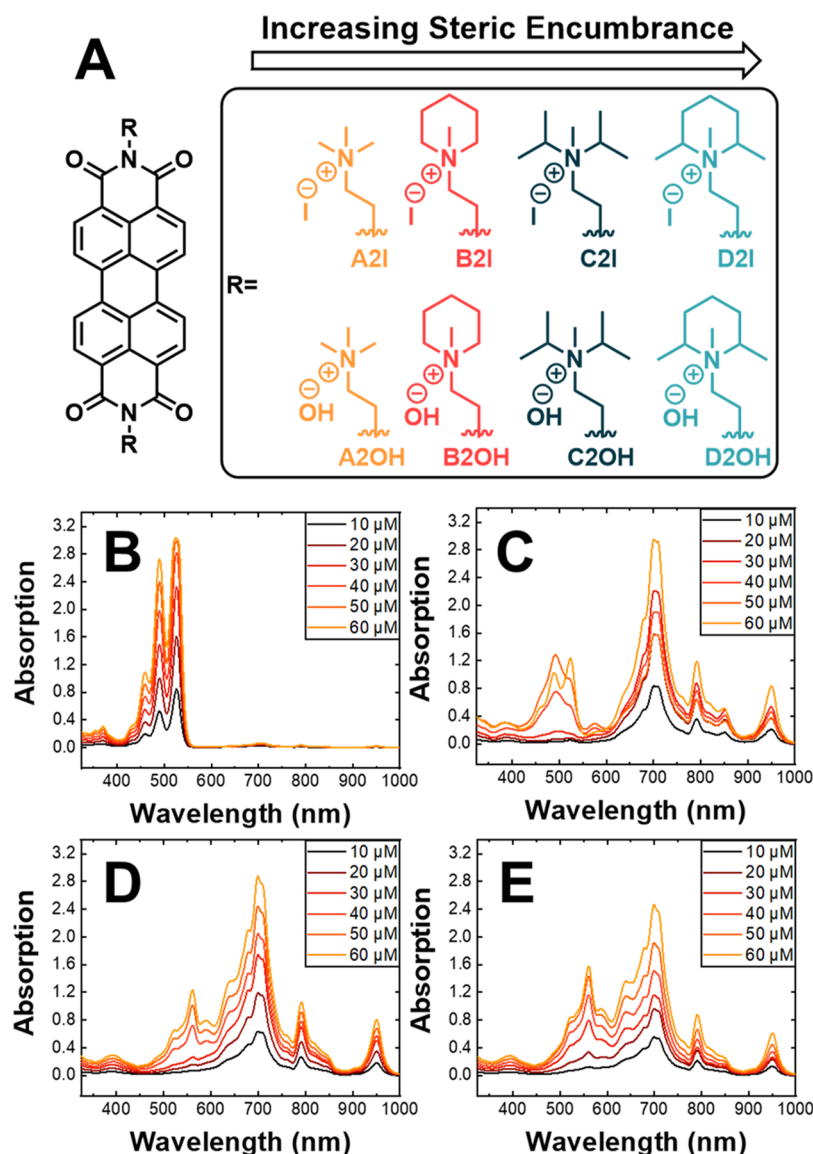 Increasing Steric Encumbrance
A
R
O N O
N N N N
⊕ ⊕ ⊕ ⊕
⊖ ⊖ ⊖ ⊖
I I I I
A2I B2I C2I D2I
R=
N N N N
⊕ ⊕ ⊕ ⊕
⊖ ⊖ ⊖ ⊖
OH OH OH OH
A2OH B2OH C2OH D2OH
O N O
R
B
Absorption
3.2
2.8
2.4
2.0
1.6
1.2
0.8
0.4
0.0
10 µM
20 µM
30 µM
40 µM
50 µM
60 µM
400 500 600 700 800 900 1000
Wavelength (nm)
C
Absorption
3.2
2.8
2.4
2.0
1.6
1.2
0.8
0.4
0.0
10 µM
20 µM
30 µM
40 µM
50 µM
60 µM
400 500 600 700 800 900 1000
Wavelength (nm)
D
Absorption
3.2
2.8
2.4
2.0
1.6
1.2
0.8
0.4
0.0
10 µM
20 µM
30 µM
40 µM
50 µM
60 µM
400 500 600 700 800 900 1000
Wavelength (nm)
E
Absorption
3.2
2.8
2.4
2.0
1.6
1.2
0.8
0.4
0.0
10 µM
20 µM
30 µM
40 µM
50 µM
60 µM
400 500 600 700 800 900 1000
Wavelength (nm)